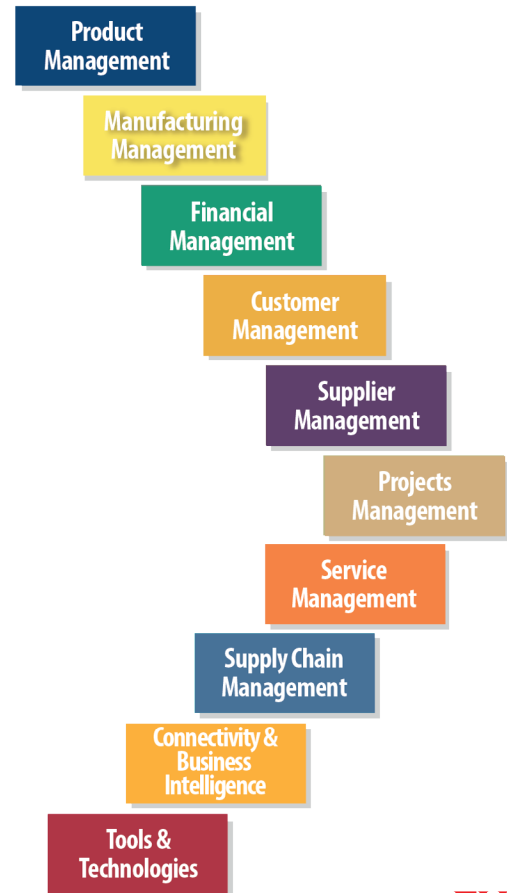 Product
Management
Manufacturing
Management
Financial
Management
Customer
Management
Supplier
Management
Projects
Management
Service
Management
Supply Chain
Management
Connectivity &
Business
Intelligence
Tools &
Technologies